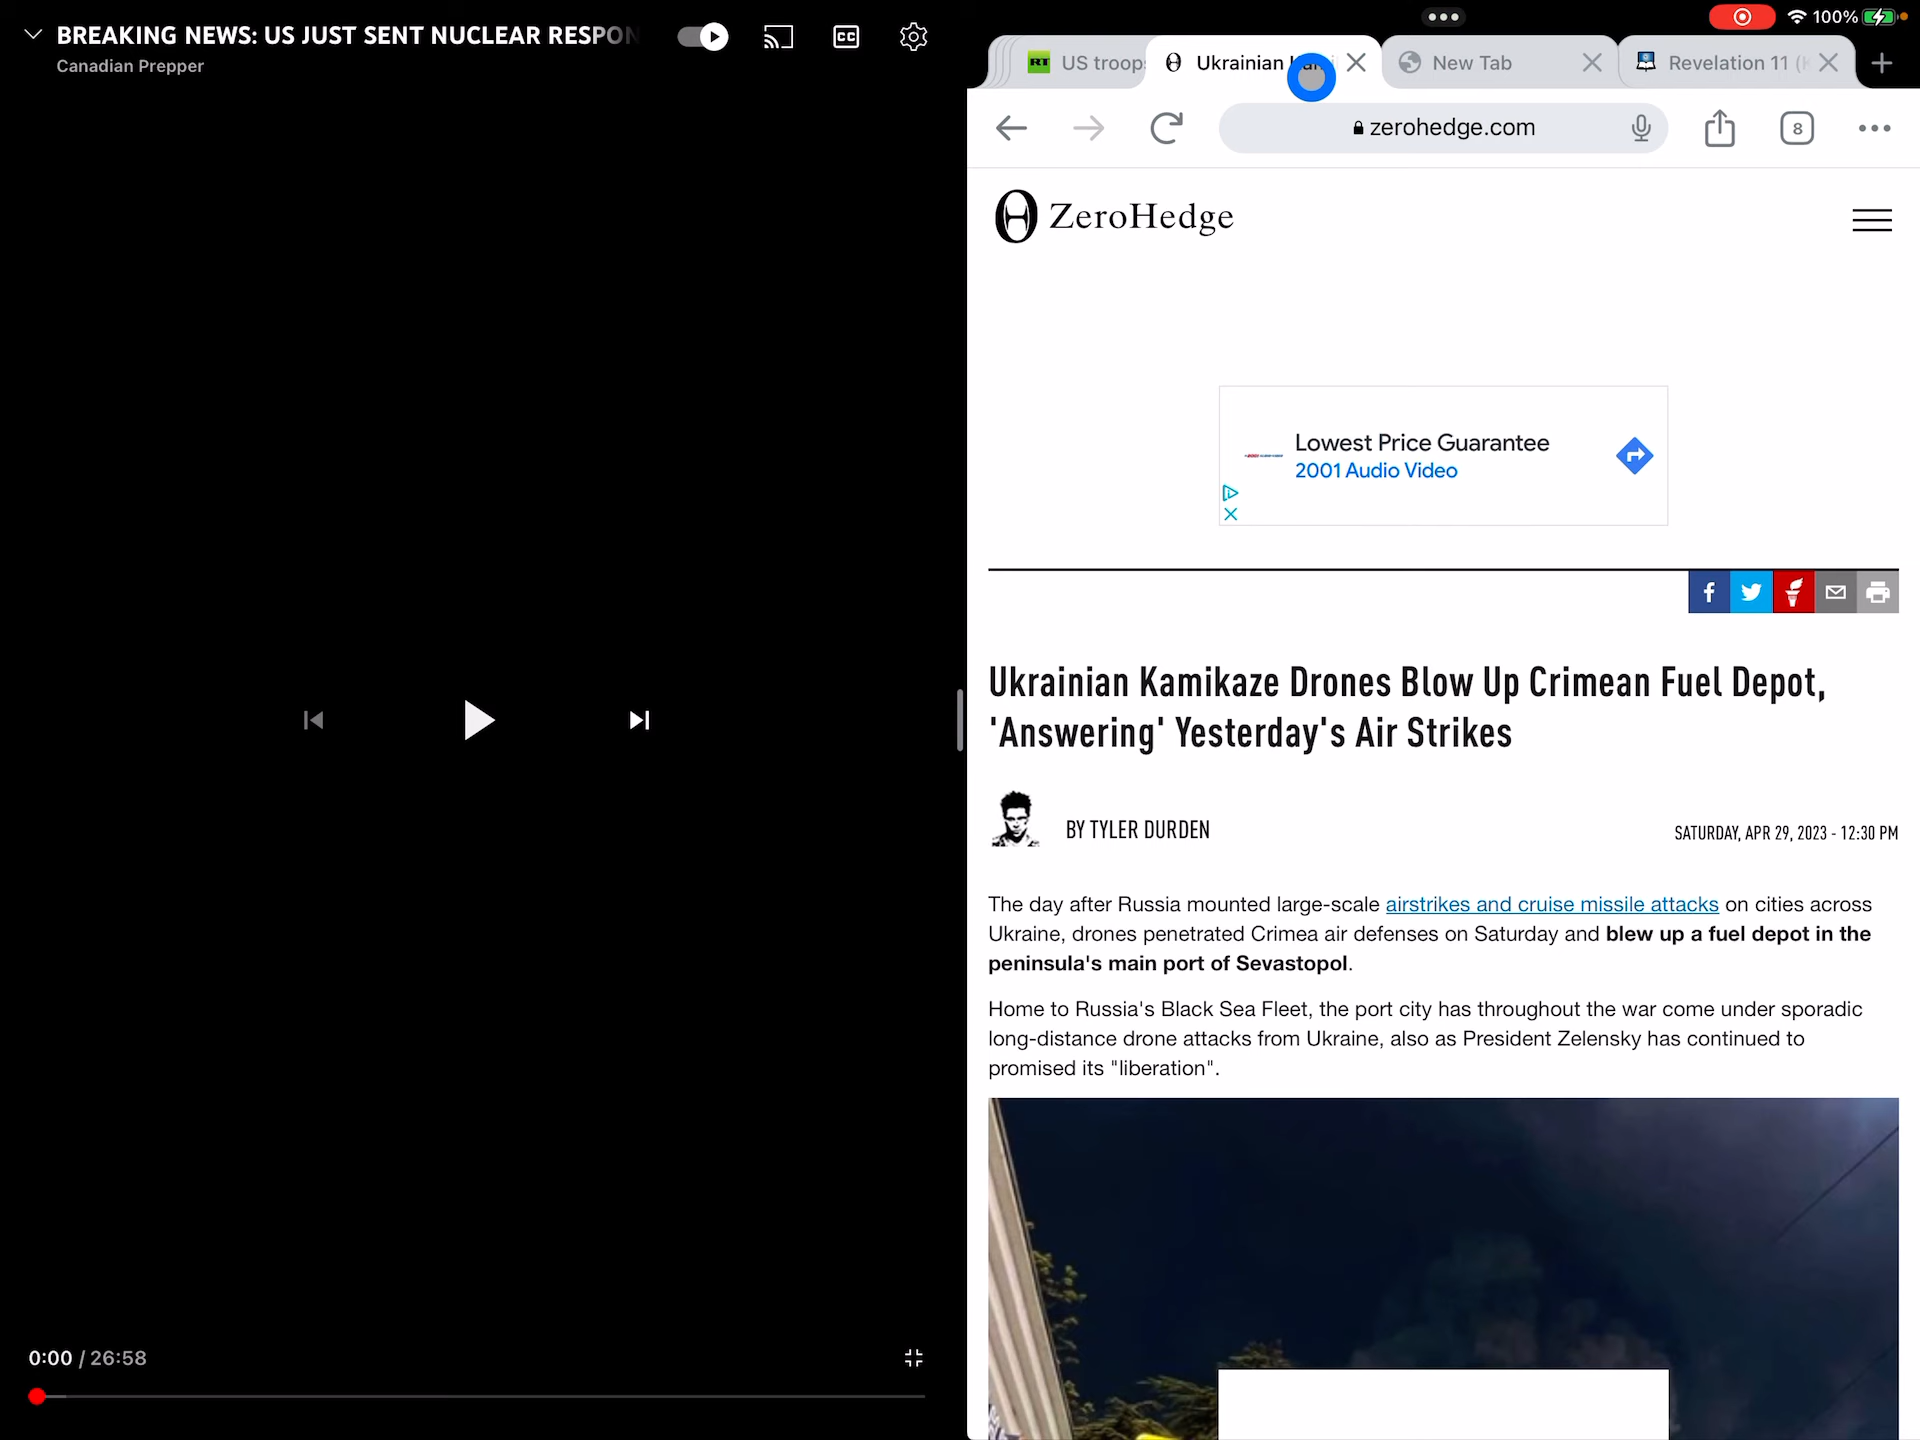 BREAKING NEWS: US JUST SENT NUCLEAR RESPON
Canadian Prepper
CC
0:00 / 26:58
100%
RT US troops
Ukrainian
New Tab
Revelation 11 (
zerohedge.com
8
ZeroHedge
Lowest Price Guarantee
2001 Audio Video
Ukrainian Kamikaze Drones Blow Up Crimean Fuel Depot,
'Answering' Yesterday's Air Strikes
BY TYLER DURDEN
SATURDAY, APR 29, 2023 - 12:30 PM
The day after Russia mounted large-scale airstrikes and cruise missile attacks on cities across
Ukraine, drones penetrated Crimea air defenses on Saturday and blew up a fuel depot in the
peninsula's main port of Sevastopol.
Home to Russia's Black Sea Fleet, the port city has throughout the war come under sporadic
long-distance drone attacks from Ukraine, also as President Zelensky has continued to
promised its "liberation".